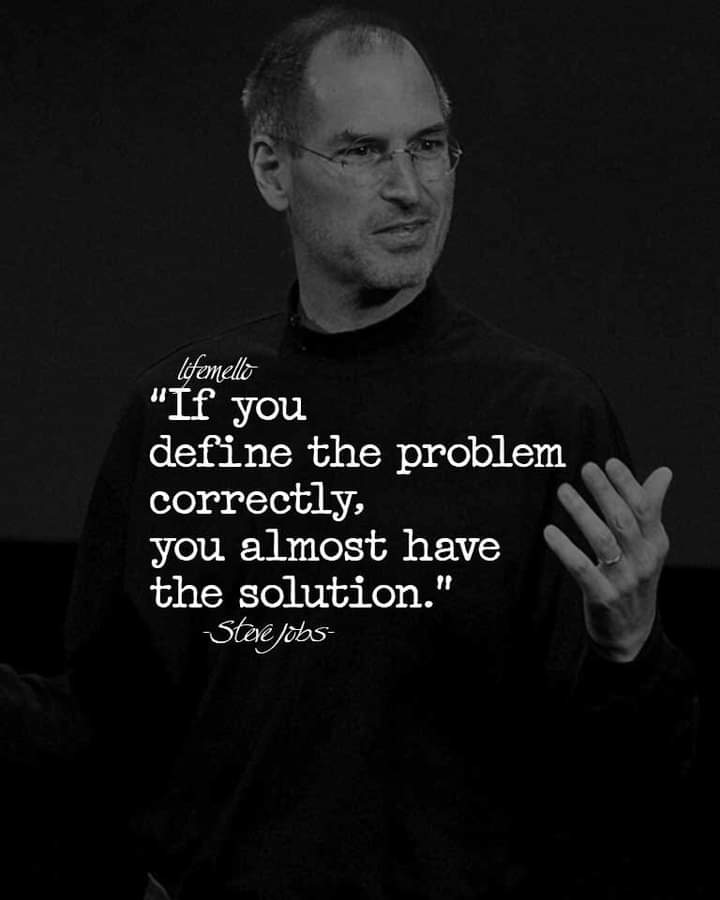 lifemello
“If you
define the problem
correctly,
you almost have
the solution."
-Steve Jobs-